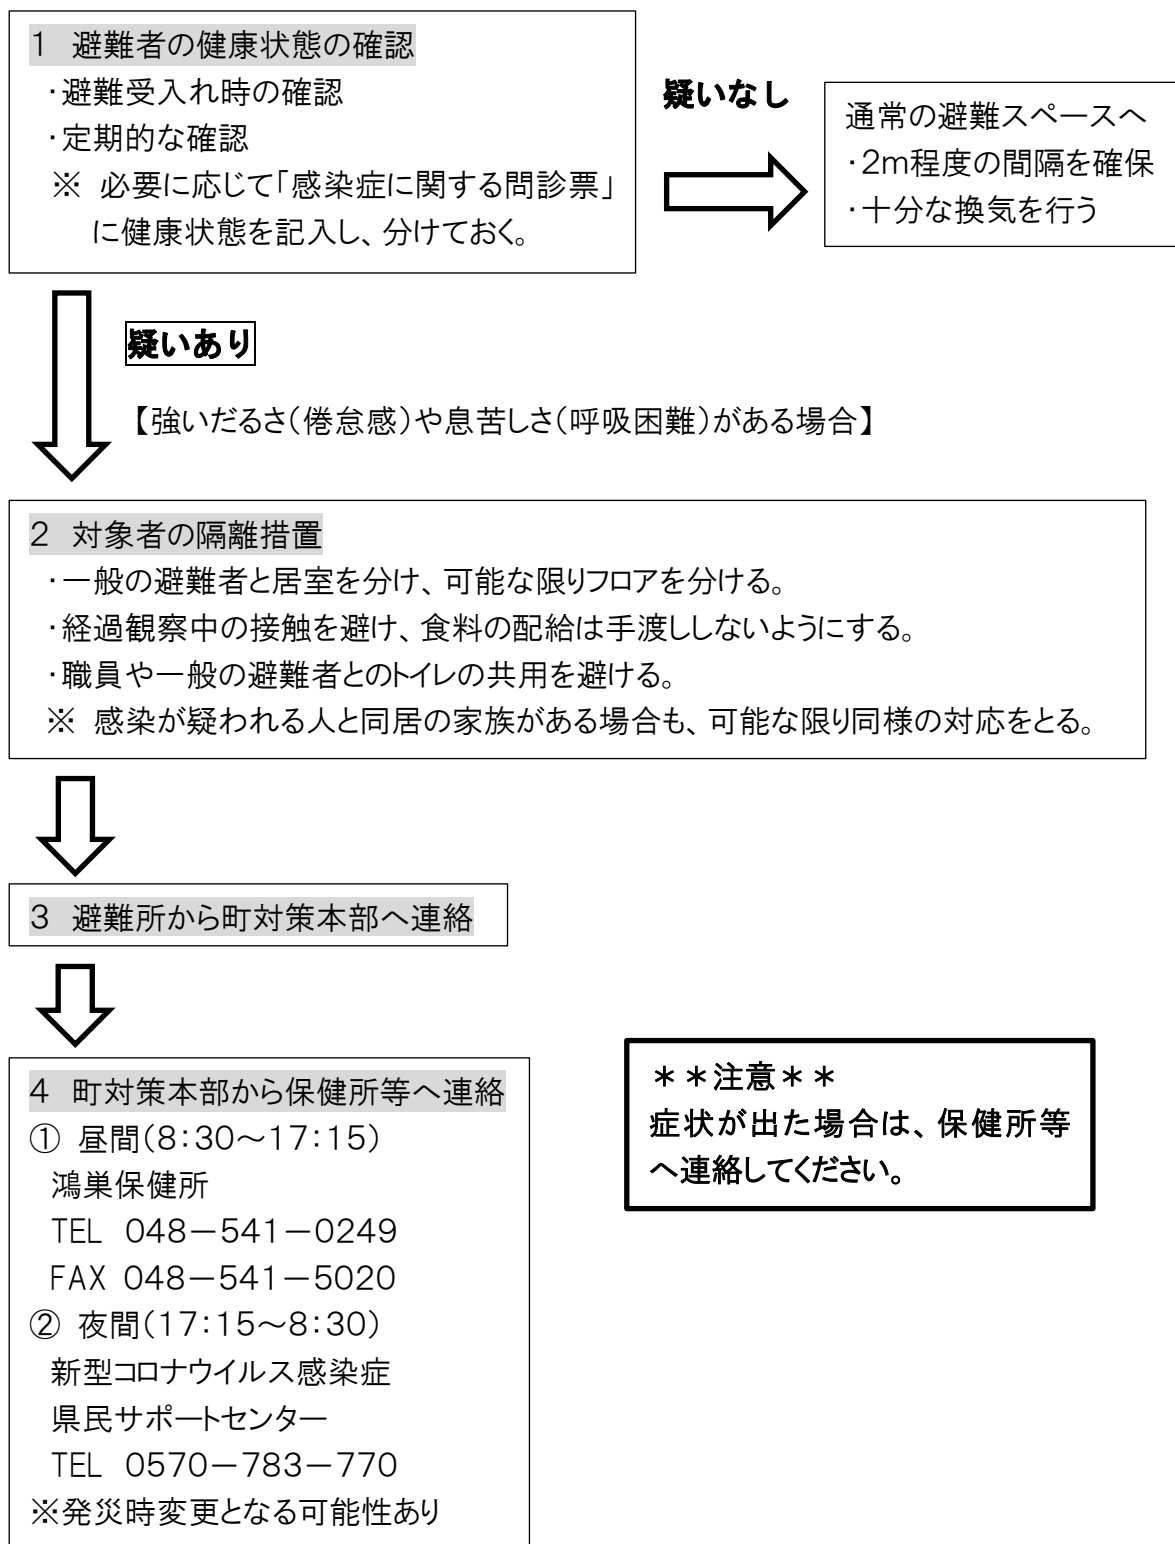 1 避難者の健康状態の確認
・避難受入れ時の確認
・定期的な確認
※ 必要に応じて「感染症に関する問診票」
に健康状態を記入し、分けておく。
疑いなし
通常の避難スペースへ
・2m程度の間隔を確保
・十分な換気を行う
疑いあり
【強いだるさ(倦怠感)や息苦しさ(呼吸困難)がある場合】
2 対象者の隔離措置
・一般の避難者と居室を分け、可能な限りフロアを分ける。
・経過観察中の接触を避け、食料の配給は手渡ししないようにする。
・職員や一般の避難者とのトイレの共用を避ける。
※ 感染が疑われる人と同居の家族がある場合も、可能な限り同様の対応をとる。
3 避難所から町対策本部へ連絡
4 町対策本部から保健所等へ連絡
① 昼間(8:30~17:15)
鴻巣保健所
TEL 048-541-0249
FAX 048-541-5020
② 夜間(17:15~8:30)
新型コロナウイルス感染症
県民サポートセンター
TEL 0570-783-770
※発災時変更となる可能性あり
**注意**
症状が出た場合は、保健所等
へ連絡してください。